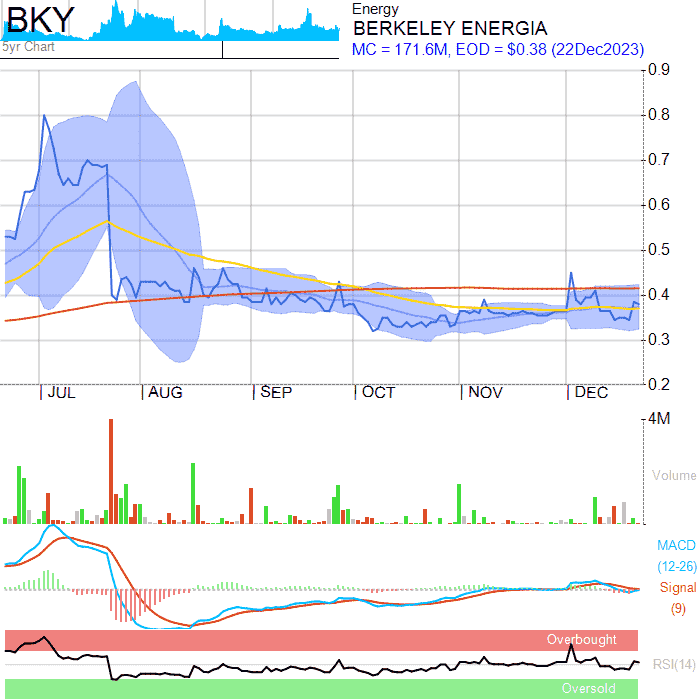 BKY
5yr Chart
Energy
BERKELEY ENERGIA
MC = 171.6M, EOD = $0.38 (22Dec2023)
0.9
0.8
0.7
0.6
0.5
0.4
0.3
0.2
JUL AUG SEP OCT NOV DEC
4M
Volume
MACD
(12-26)
Signal
(9)
Overbought
RSI(14)
Oversold